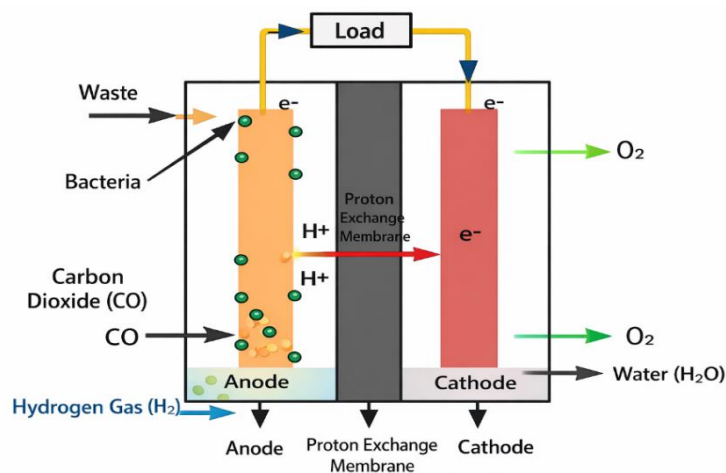 Load
Waste
e-
e-
Bacteria
O₂
Proton
Exchange
Membrane
H+
e-
H+
Carbon
Dioxide (CO)
CO
O₂
Anode
Cathode
Water (H₂O)
Hydrogen Gas (H₂)
Anode
Proton Exchange
Membrane
Cathode